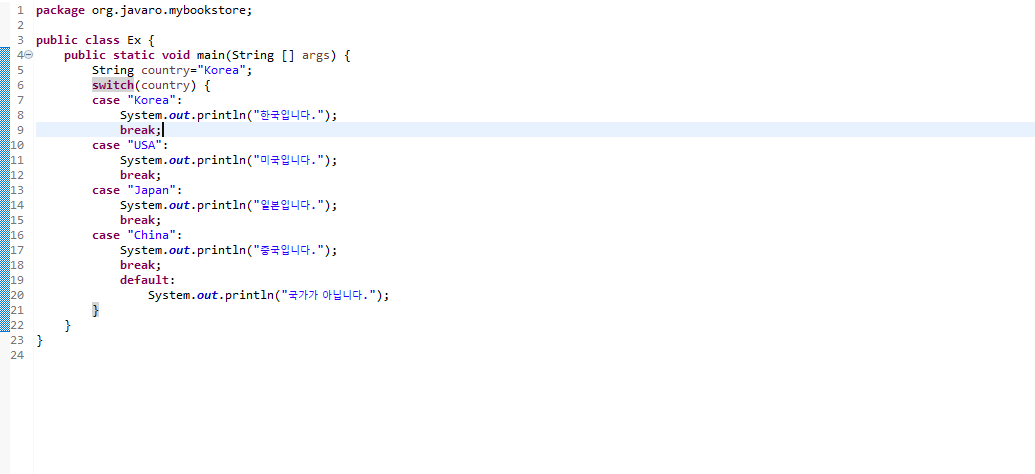 1 package org.javaro.mybookstore;
2
3 public class Ex {
4 public static void main(String [] args) {
5 String country="Korea";
6 switch(country) {
7 case "Korea":
8 System.out.println("한국입니다.");
9 break;
10 case "USA":
11 System.out.println("미국입니다.");
12 break;
13 case "Japan":
14 System.out.println("일본입니다.");
15 break;
16 case "China":
17 System.out.println("중국입니다.");
18 break;
19 default:
20 System.out.println("국가가 아닙니다.");
21 }
22 }
23 }
24